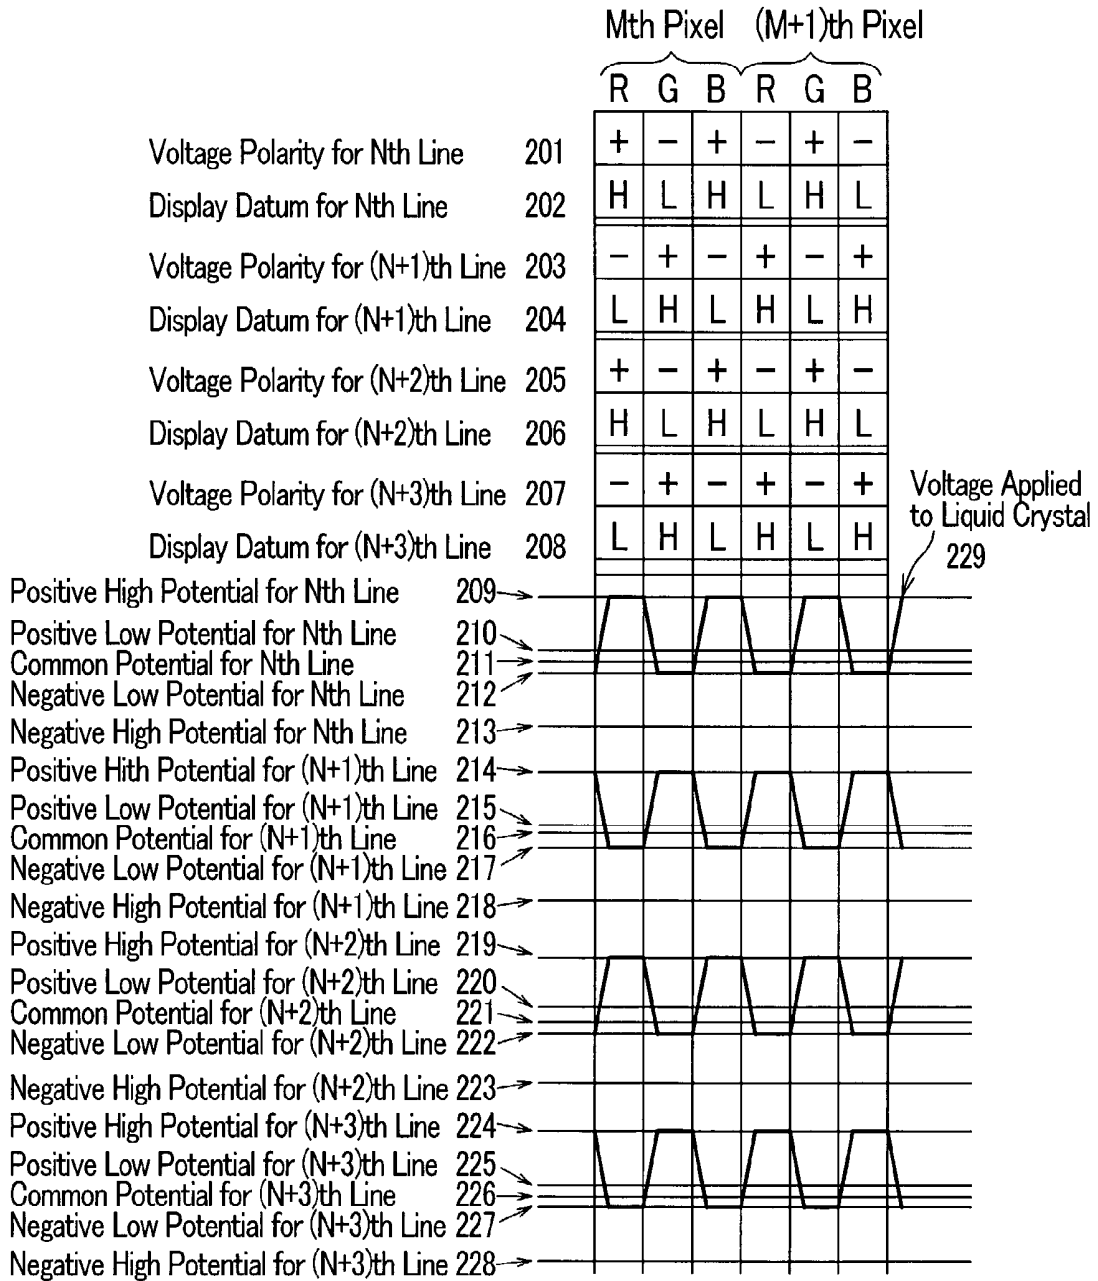 Mth Pixel (M+1)th Pixel
R G B R G B
Voltage Polarity for Nth Line 201 + − + − + −
Display Datum for Nth Line 202 H L H L H L
Voltage Polarity for (N+1)th Line 203 − + − + − +
Display Datum for (N+1)th Line 204 L H L H L H
Voltage Polarity for (N+2)th Line 205 + − + − + −
Display Datum for (N+2)th Line 206 H L H L H L
Voltage Polarity for (N+3)th Line 207 − + − + − +
Display Datum for (N+3)th Line 208 L H L H L H
Voltage Applied
to Liquid Crystal
229
Positive High Potential for Nth Line 209
Positive Low Potential for Nth Line 210
Common Potential for Nth Line 211
Negative Low Potential for Nth Line 212
Negative High Potential for Nth Line 213
Positive Hith Potential for (N+1)th Line 214
Positive Low Potential for (N+1)th Line 215
Common Potential for (N+1)th Line 216
Negative Low Potential for (N+1)th Line 217
Negative High Potential for (N+1)th Line 218
Positive High Potential for (N+2)th Line 219
Positive Low Potential for (N+2)th Line 220
Common Potential for (N+2)th Line 221
Negative Low Potential for (N+2)th Line 222
Negative High Potential for (N+2)th Line 223
Positive High Potential for (N+3)th Line 224
Positive Low Potential for (N+3)th Line 225
Common Potential for (N+3)th Line 226
Negative Low Potential for (N+3)th Line 227
Negative High Potential for (N+3)th Line 228